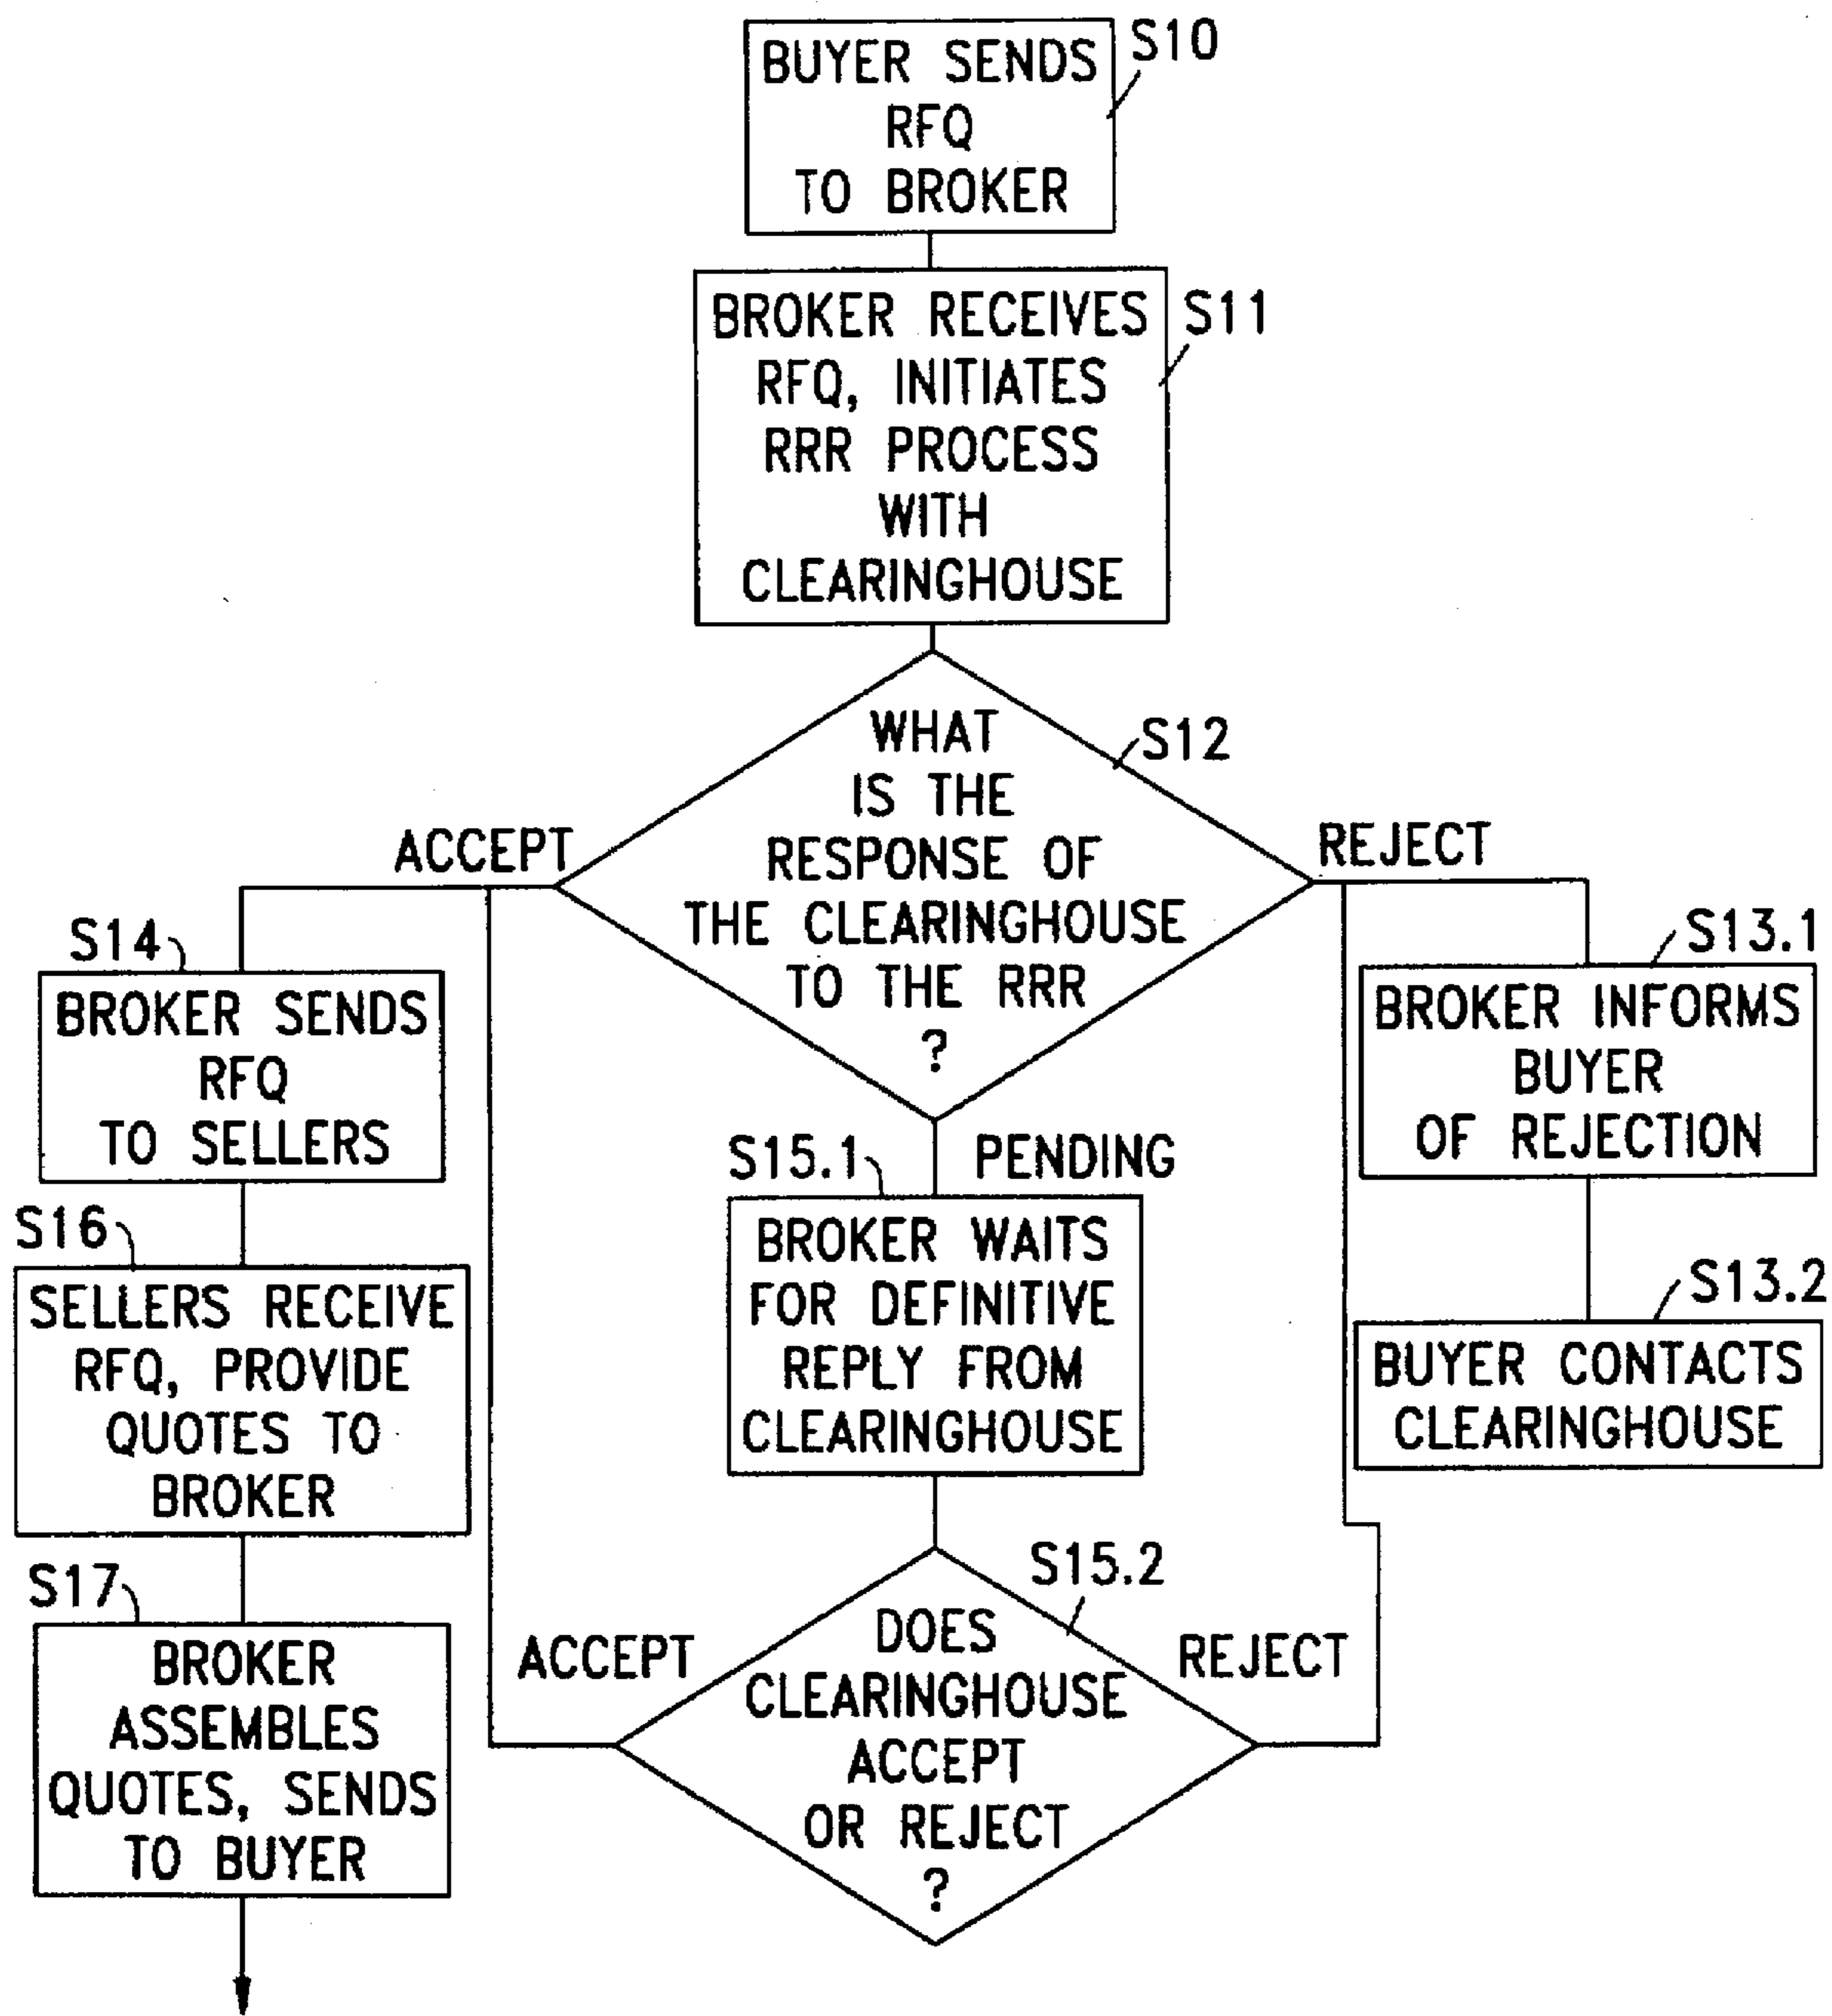 BUYER SENDS
RFQ
TO BROKER
S10
BROKER RECEIVES
RFQ, INITIATES
RRR PROCESS
WITH
CLEARINGHOUSE
S11
WHAT
IS THE
RESPONSE OF
THE CLEARINGHOUSE
TO THE RRR
?
S12
ACCEPT
REJECT
S14
BROKER SENDS
RFQ
TO SELLERS
S13.1
BROKER INFORMS
BUYER
OF REJECTION
S15.1
PENDING
BROKER WAITS
FOR DEFINITIVE
REPLY FROM
CLEARINGHOUSE
S16
SELLERS RECEIVE
RFQ, PROVIDE
QUOTES TO
BROKER
S13.2
BUYER CONTACTS
CLEARINGHOUSE
S17
BROKER
ASSEMBLES
QUOTES, SENDS
TO BUYER
S15.2
DOES
CLEARINGHOUSE
ACCEPT
OR REJECT
?
ACCEPT
REJECT